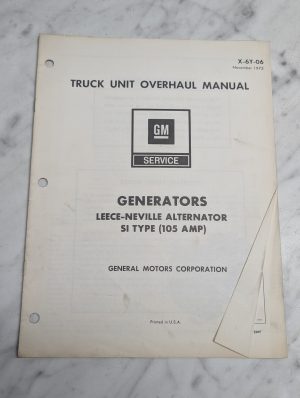 X-6Y-06
November 1973
TRUCK UNIT OVERHAUL MANUAL
GM
SERVICE
GENERATORS
LEECE-NEVILLE ALTERNATOR
SI TYPE (105 AMP)
GENERAL MOTORS CORPORATION
Printed in U.S.A.